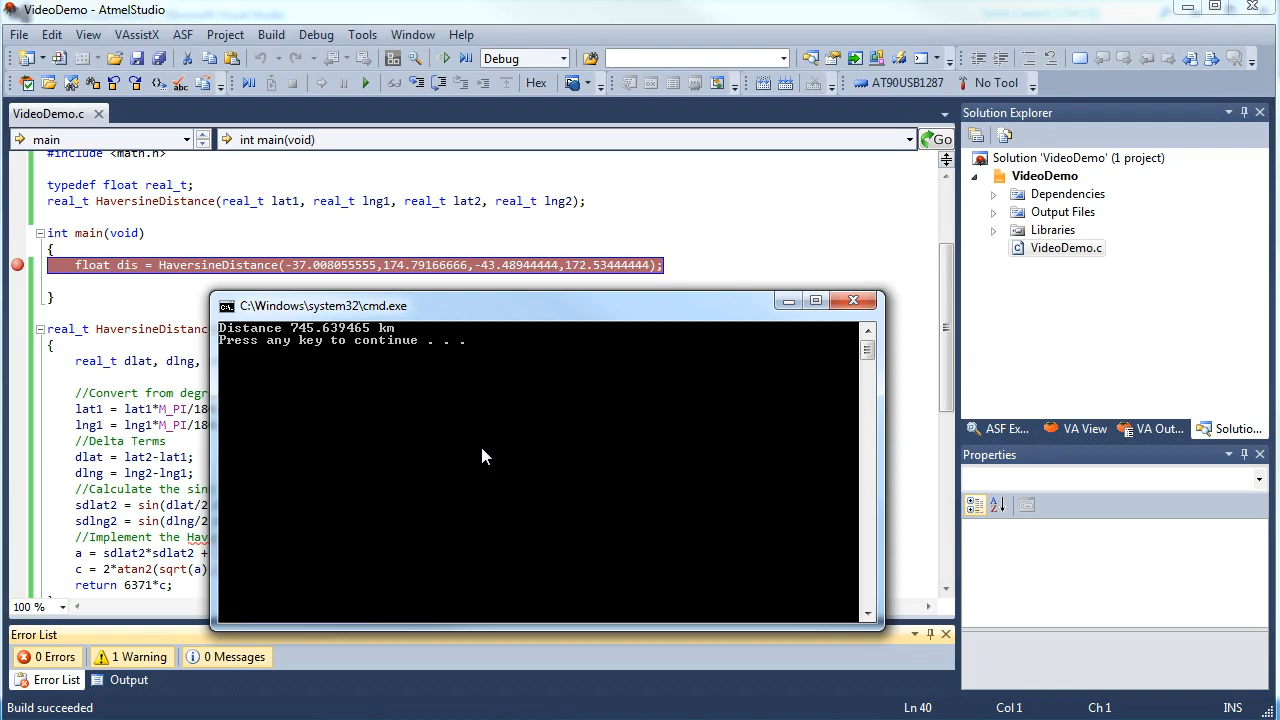 VideoDemo - AtmelStudio
File Edit View VAssistX ASF Project Build Debug Tools Window Help
Debug
Hex AT90USB1287 No Tool
VideoDemo.c
main int main(void) Go
#include <math.h>
typedef float real_t;
real_t HaversineDistance(real_t lat1, real_t lng1, real_t lat2, real_t lng2);
int main(void)
{
float dis = HaversineDistance(-37.008055555,174.79166666,-43.48944444,172.53444444);
}
real_t HaversineDistanc
{
real_t dlat, dlng,
//Convert from degr
lat1 = lat1*M_PI/18
lng1 = lng1*M_PI/18
//Delta Terms
dlat = lat2-lat1;
dlng = lng2-lng1;
//Calculate the sin
sdlat2 = sin(dlat/2
sdlng2 = sin(dlng/2
//Implement the Hav
a = sdlat2*sdlat2 +
c = 2*atan2(sqrt(a)
return 6371*c;
100 %
C:\Windows\system32\cmd.exe
Distance 745.639465 km
Press any key to continue . . .
Solution Explorer
Solution 'VideoDemo' (1 project)
VideoDemo
Dependencies
Output Files
Libraries
VideoDemo.c
ASF Ex... VA View VA Out... Solutio...
Properties
Error List
0 Errors 1 Warning 0 Messages
Error List Output
Build succeeded Ln 40 Col 1 Ch 1 INS